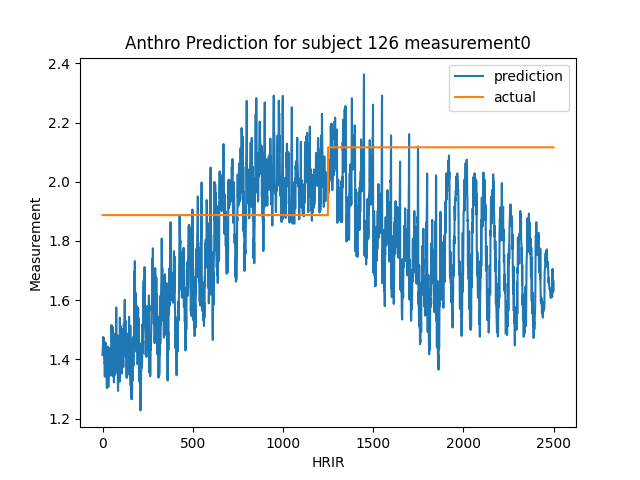 Anthro Prediction for subject 126 measurement0
prediction
actual
2.4
2.2
2.0
1.8
1.6
1.4
1.2
Measurement
0 500 1000 1500 2000 2500
HRIR